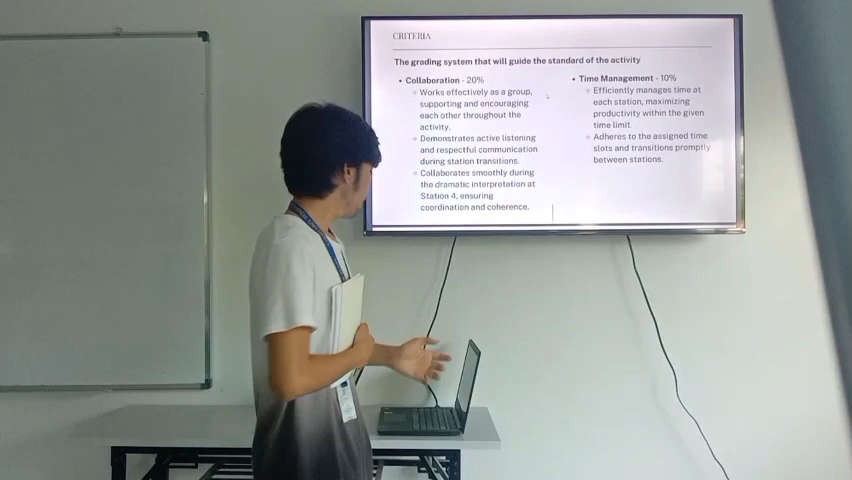 CRITERIA
The grading system that will guide the standard of the activity
• Collaboration - 20%
Works effectively as a group,
supporting and encouraging
each other throughout the
activity.
Demonstrates active listening
and respectful communication
during station transitions.
Collaborates smoothly during
the dramatic interpretation at
Station 4, ensuring
coordination and coherence.
• Time Management - 10%
Efficiently manages time at
each station, maximizing
productivity within the given
time limit.
Adheres to the assigned time
slots and transitions promptly
between stations.